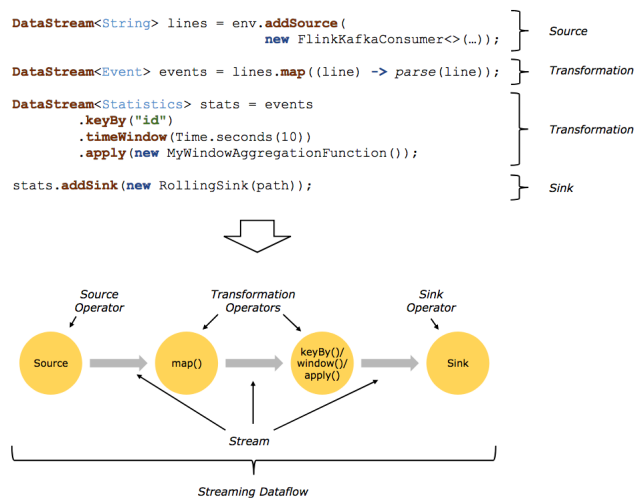 DataStream<String> lines = env.addSource(
new FlinkKafkaConsumer<>(…));
Source
DataStream<Event> events = lines.map((line) -> parse(line));
Transformation
DataStream<Statistics> stats = events
.keyBy("id")
.timeWindow(Time.seconds(10))
.apply(new MyWindowAggregationFunction());
Transformation
stats.addSink(new RollingSink(path));
Sink
Source
Operator
Transformation
Operators
Sink
Operator
Source
map()
keyBy()/
window()/
apply()
Sink
Stream
Streaming Dataflow